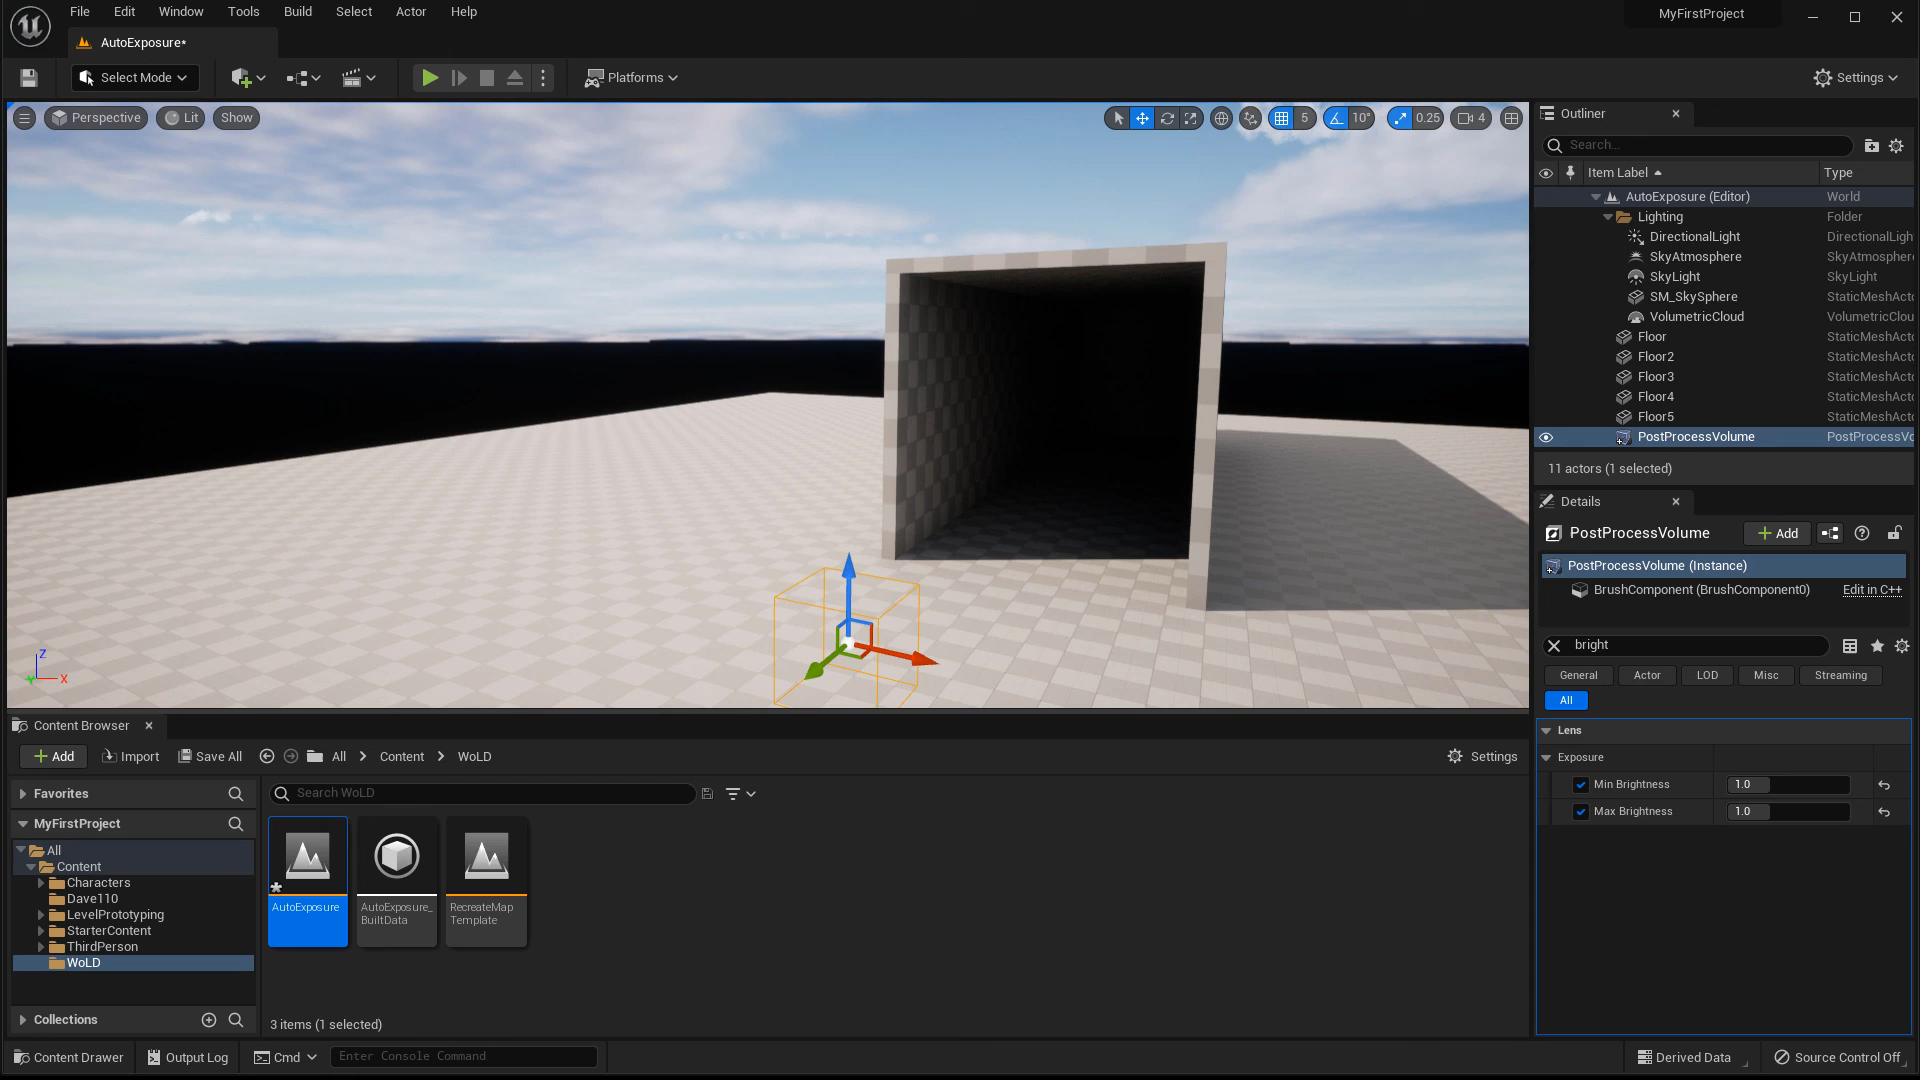 File Edit Window Tools Build Select Actor Help
MyFirstProject
AutoExposure*
Select Mode
Platforms
Settings
Perspective Lit Show
5 10° 0.25 4
Outliner
Search...
Item Label Type
AutoExposure (Editor) World
Lighting Folder
DirectionalLight DirectionalLigh
SkyAtmosphere SkyAtmosphere
SkyLight SkyLight
SM_SkySphere StaticMeshActo
VolumetricCloud VolumetricClou
Floor StaticMeshActo
Floor2 StaticMeshActo
Floor3 StaticMeshActo
Floor4 StaticMeshActo
Floor5 StaticMeshActo
PostProcessVolume PostProcessVo
11 actors (1 selected)
Details
PostProcessVolume
Add
PostProcessVolume (Instance)
BrushComponent (BrushComponent0) Edit in C++
bright
General Actor LOD Misc Streaming
All
Lens
Exposure
Min Brightness 1.0
Max Brightness 1.0
Z
Y X
Content Browser
Add Import Save All All Content WoLD Settings
Favorites
Search WoLD
MyFirstProject
All
Content
Characters
Dave110
LevelPrototyping
StarterContent
ThirdPerson
WoLD
Collections
AutoExposure
AutoExposure_
BuiltData
RecreateMap
Template
3 items (1 selected)
Content Drawer Output Log Cmd Enter Console Command
Derived Data Source Control Off